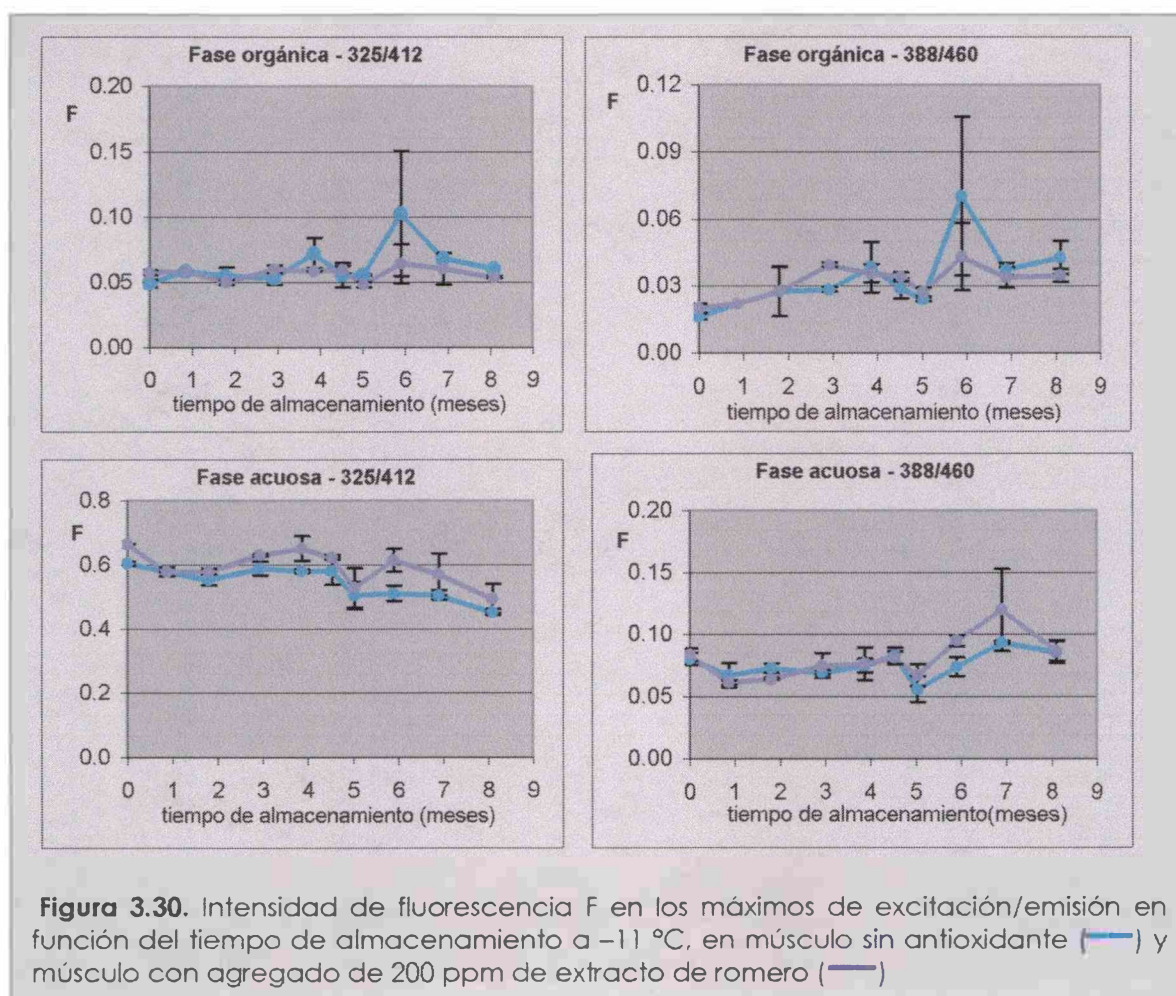 Fase orgánica - 325/412
F
0.20
0.15
0.10
0.05
0.00
0 1 2 3 4 5 6 7 8 9
tiempo de almacenamiento (meses)
Fase orgánica - 388/460
F
0.12
0.09
0.06
0.03
0.00
0 1 2 3 4 5 6 7 8 9
tiempo de almacenamiento (meses)
Fase acuosa - 325/412
F
0.8
0.6
0.4
0.2
0.0
0 1 2 3 4 5 6 7 8 9
tiempo de almacenamiento (meses)
Fase acuosa - 388/460
F
0.20
0.15
0.10
0.05
0.00
0 1 2 3 4 5 6 7 8 9
tiempo de almacenamiento(meses)
Figura 3.30. Intensidad de fluorescencia F en los máximos de excitación/emisión en
función del tiempo de almacenamiento a –11 °C, en músculo sin antioxidante (—) y
músculo con agregado de 200 ppm de extracto de romero (—)